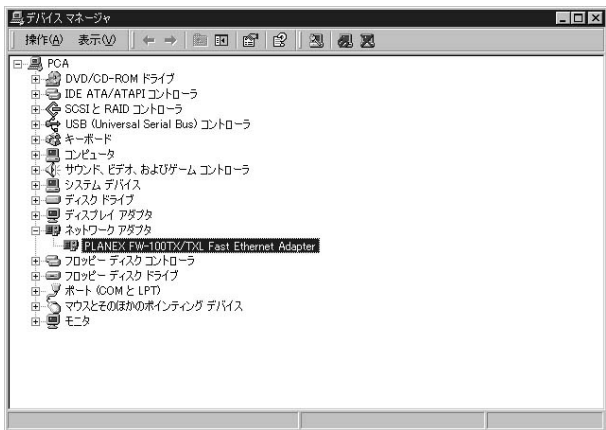 デバイス マネージャ
操作(A) 表示(V)
PCA
DVD/CD-ROM ドライブ
IDE ATA/ATAPI コントローラ
SCSI と RAID コントローラ
USB (Universal Serial Bus) コントローラ
キーボード
コンピュータ
サウンド、ビデオ、およびゲーム コントローラ
システム デバイス
ディスク ドライブ
ディスプレイ アダプタ
ネットワーク アダプタ
PLANEX FW-100TX/TXL Fast Ethernet Adapter
フロッピー ディスク コントローラ
フロッピー ディスク ドライブ
ポート (COM と LPT)
マウスとそのほかのポインティング デバイス
モニタ